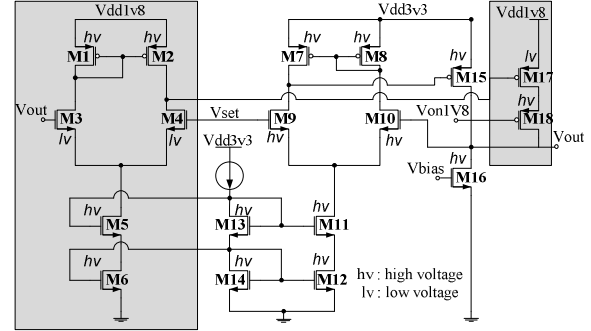 Vdd1v8 Vdd3v3 Vdd1v8
hv hv hv hv hv hv
M1 M2 M7 M8 M15 M17
hv
Vout Vset Von1V8
M3 M4 M9 M10 M18 Vout
lv lv hv hv
Vdd3v3 Vbias hv M16
hv hv hv
M5 M13 M11
hv hv hv
M6 M14 M12
hv : high voltage
lv : low voltage